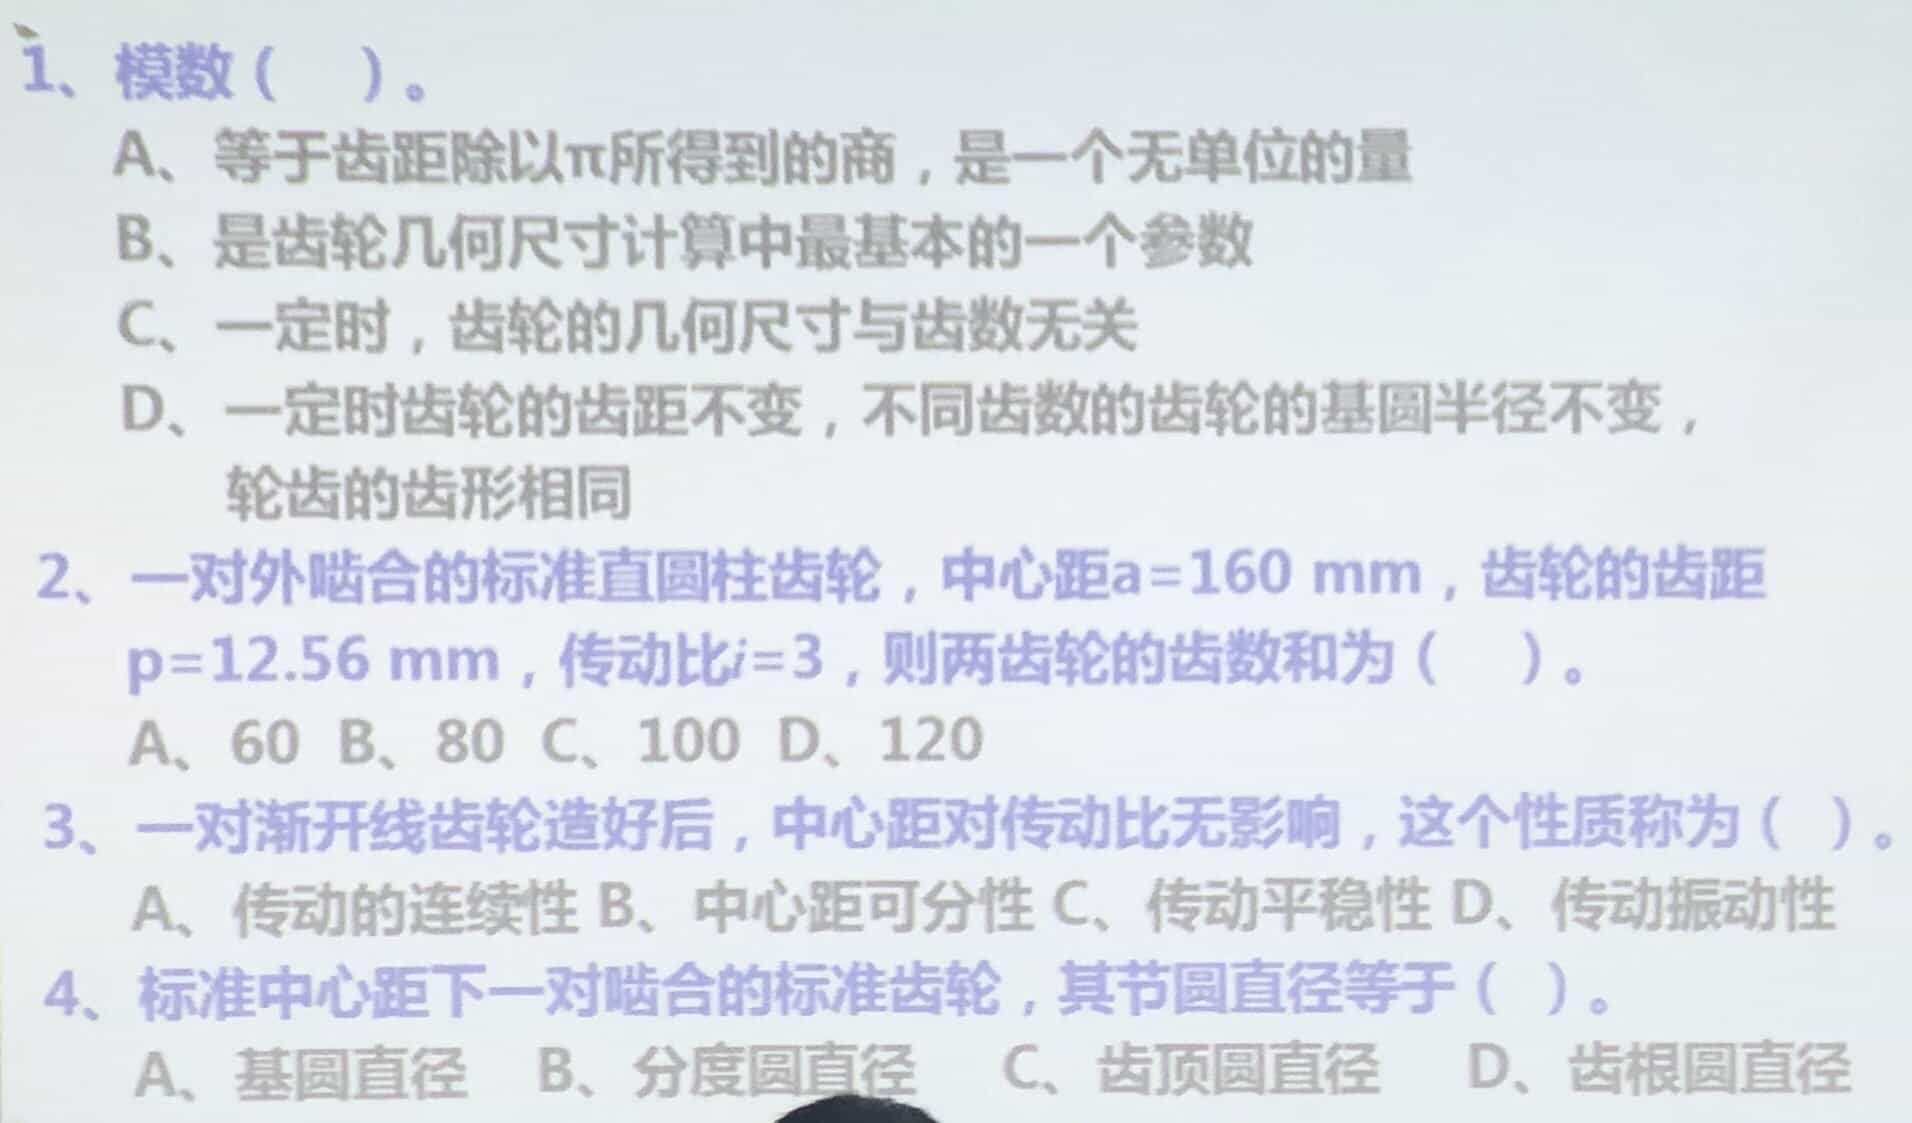 1、模数（　）。
A、等于齿距除以π所得到的商，是一个无单位的量
B、是齿轮几何尺寸计算中最基本的一个参数
C、一定时，齿轮的几何尺寸与齿数无关
D、一定时齿轮的齿距不变，不同齿数的齿轮的基圆半径不变，
轮齿的齿形相同
2、一对外啮合的标准直圆柱齿轮，中心距a=160 mm，齿轮的齿距
p=12.56 mm，传动比i=3，则两齿轮的齿数和为（　）。
A、60 B、80 C、100 D、120
3、一对渐开线齿轮造好后，中心距对传动比无影响，这个性质称为（　）。
A、传动的连续性 B、中心距可分性 C、传动平稳性 D、传动振动性
4、标准中心距下一对啮合的标准齿轮，其节圆直径等于（　）。
A、基圆直径 B、分度圆直径 C、齿顶圆直径 D、齿根圆直径